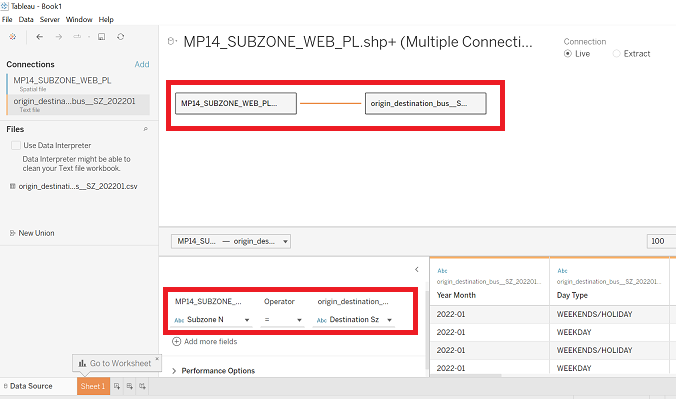 Tableau - Book1
File Data Server Window Help
Connections Add
MP14_SUBZONE_WEB_PL
Spatial file
origin_destina...bus__SZ_202201
Text file
Files
Use Data Interpreter
Data Interpreter might be able to
clean your Text file workbook.
origin_destinati...s__SZ_202201.csv
New Union
MP14_SUBZONE_WEB_PL.shp+ (Multiple Connecti...
Connection
Live Extract
MP14_SUBZONE_WEB_PL...
origin_destination_bus__S...
MP14_SU... — origin_des...
100
MP14_SUBZONE_... Operator origin_destination_...
Abc Subzone N = Abc Destination Sz
Add more fields
Performance Options
Abc Abc
origin_destination_bus__SZ_202201... origin_destination_bus__SZ_202201...
Year Month Day Type
2022-01 WEEKENDS/HOLIDAY
2022-01 WEEKDAY
2022-01 WEEKENDS/HOLIDAY
2022-01 WEEKDAY
Go to Worksheet
Data Source Sheet 1